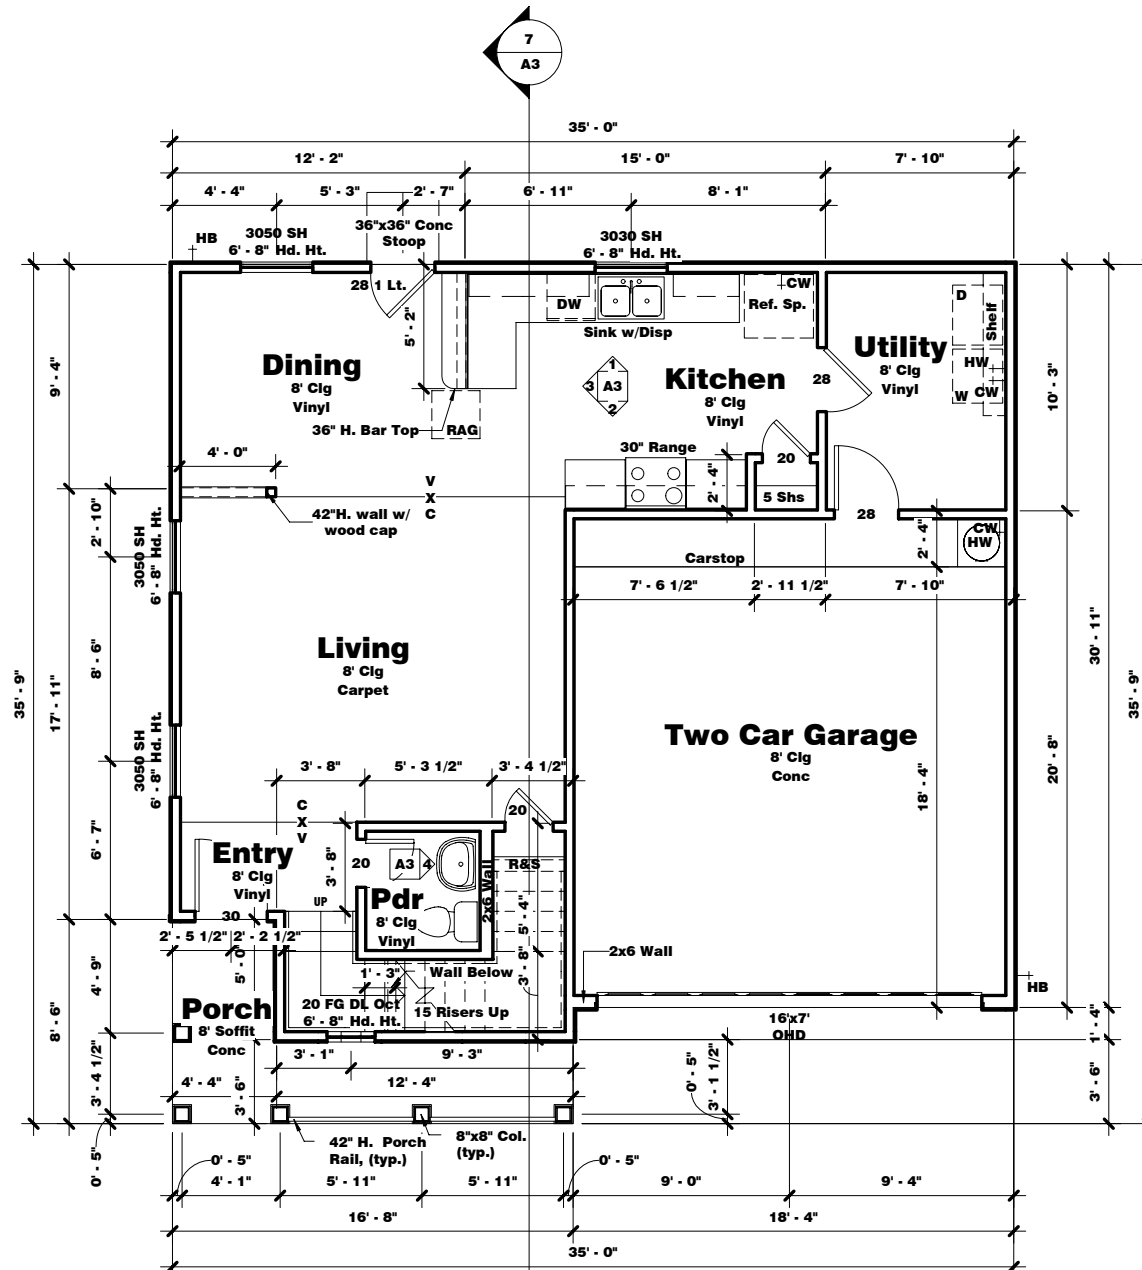 7
A3
35' - 0"
12' - 2"
15' - 0"
7' - 10"
4' - 4"
5' - 3"
2' - 7"
6' - 11"
8' - 1"
36"x36" Conc
Stoop
HB
3050 SH
6' - 8" Hd. Ht.
3030 SH
6' - 8" Hd. Ht.
28 1 Lt.
5' - 2"
DW
CW
Ref. Sp.
Sink w/Disp
D
Shelf
HW
W
CW
Dining
8' Clg
Vinyl
1
3
A3
2
Kitchen
8' Clg
Vinyl
28
Utility
8' Clg
Vinyl
9' - 4"
10' - 3"
36" H. Bar Top
RAG
30" Range
20
2' - 4"
5 Shs
4' - 0"
V
X
C
42"H. wall w/
wood cap
28
2' - 4"
CW
HW
Carstop
7' - 6 1/2"
2' - 11 1/2"
7' - 10"
2' - 10"
3050 SH
6' - 8" Hd. Ht.
8' - 6"
17' - 11"
35' - 9"
30' - 11"
35' - 9"
Living
8' Clg
Carpet
3050 SH
6' - 8" Hd. Ht.
Two Car Garage
8' Clg
Conc
18' - 4"
20' - 8"
3' - 8"
5' - 3 1/2"
3' - 4 1/2"
C
X
V
20
6' - 7"
Entry
8' Clg
Vinyl
3' - 8"
20
A3
4
R&S
2x6 Wall
Pdr
8' Clg
Vinyl
UP
30
5' - 4"
3' - 8"
2' - 5 1/2"
2' - 2 1/2"
5' - 0"
4' - 9"
8' - 6"
1' - 3"
Wall Below
2x6 Wall
HB
Porch
8' Soffit
Conc
20 FG DL Oct
6' - 8" Hd. Ht.
15 Risers Up
16'x7'
OHD
1' - 4"
3' - 1"
9' - 3"
3' - 4 1/2"
4' - 4"
3' - 6"
12' - 4"
0' - 5"
3' - 1 1/2"
3' - 6"
0' - 5"
42" H. Porch
Rail, (typ.)
8"x8" Col.
(typ.)
0' - 5"
4' - 1"
5' - 11"
5' - 11"
0' - 5"
9' - 0"
9' - 4"
16' - 8"
18' - 4"
35' - 0"